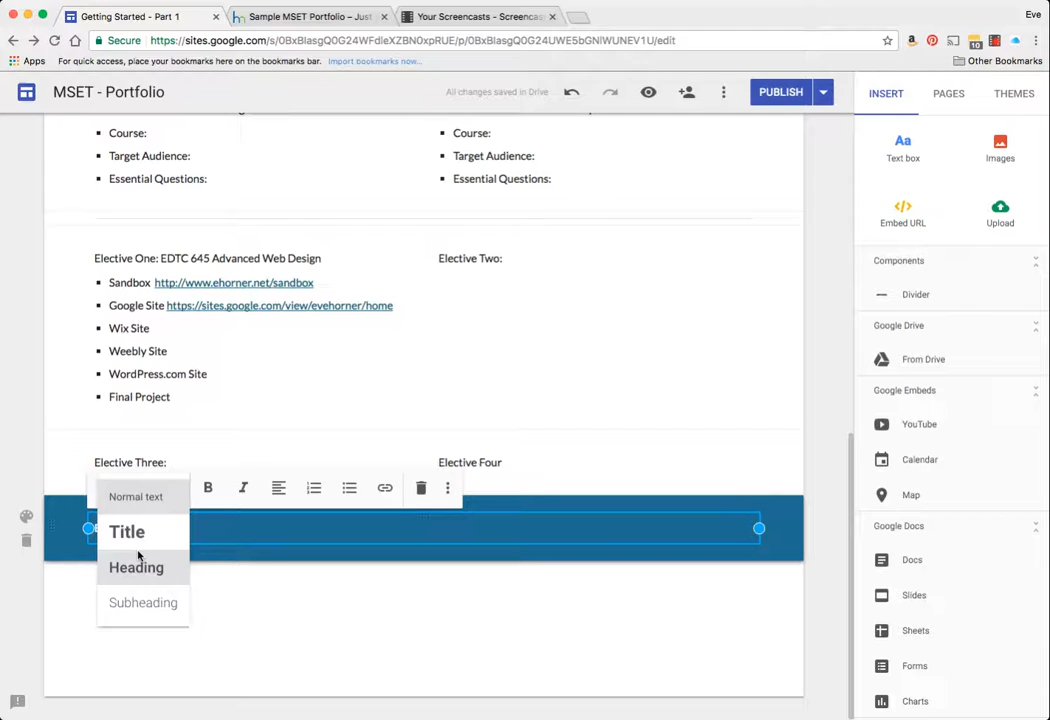 Getting Started - Part 1
Sample MSET Portfolio – Just
Your Screencasts - Screencas
Eve
Secure
https://sites.google.com/s/0BxBlasgQ0G24WFdleXZBN0xpRUE/p/0BxBlasgQ0G24UWE5bGNlWUNEV1U/edit
10
Apps
For quick access, place your bookmarks here on the bookmarks bar.
Import bookmarks now...
Other Bookmarks
MSET - Portfolio
All changes saved in Drive
PUBLISH
INSERT
PAGES
THEMES
Course:
Target Audience:
Essential Questions:
Course:
Target Audience:
Essential Questions:
Aa
Text box
Images
Embed URL
Upload
Components
Divider
Google Drive
From Drive
Google Embeds
YouTube
Calendar
Map
Google Docs
Docs
Slides
Sheets
Forms
Charts
Elective One: EDTC 645 Advanced Web Design
Sandbox http://www.ehorner.net/sandbox
Google Site https://sites.google.com/view/evehorner/home
Wix Site
Weebly Site
WordPress.com Site
Final Project
Elective Two:
Elective Three:
Elective Four
Normal text
Title
Heading
Subheading
B
I